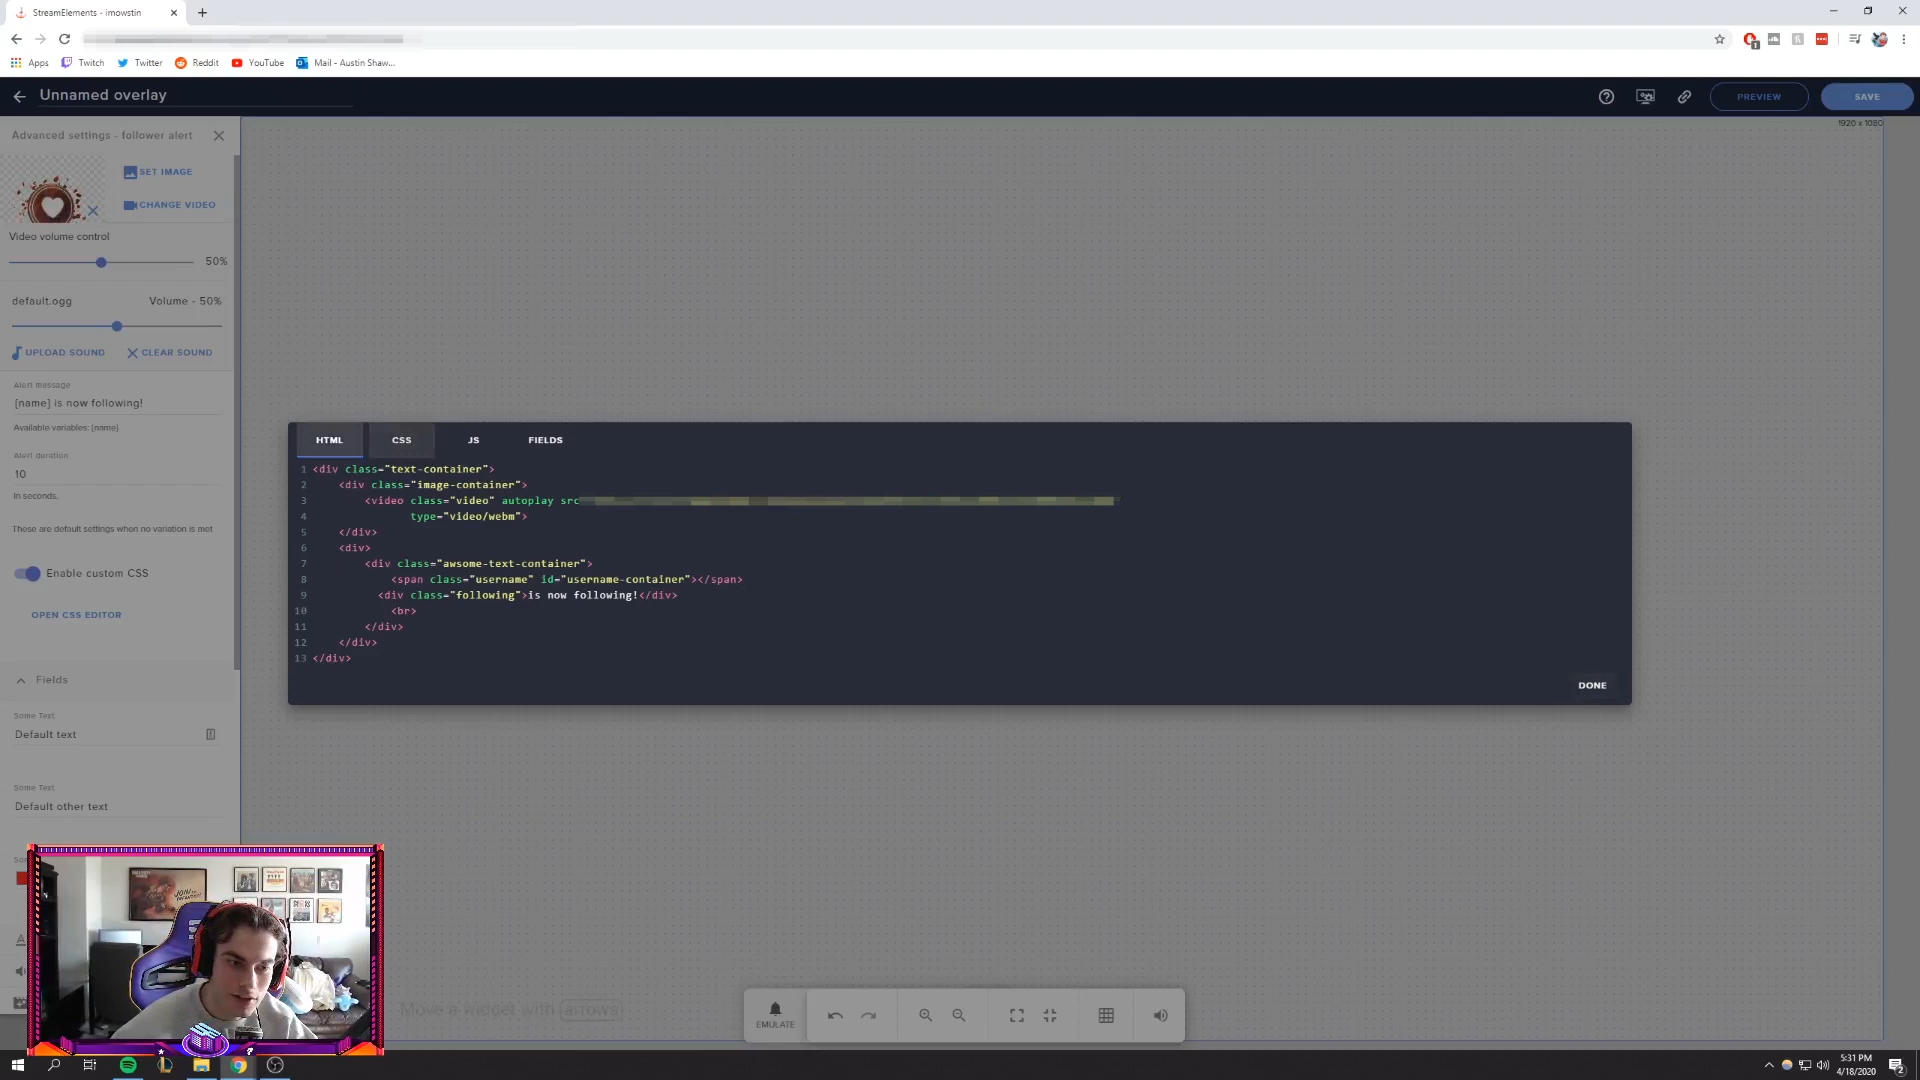 StreamElements - imowstin
Apps
Twitch
Twitter
Reddit
YouTube
Mail - Austin Shaw...
Unnamed overlay
PREVIEW
SAVE
1920 x 1080
Advanced settings - follower alert
SET IMAGE
CHANGE VIDEO
Video volume control
50%
default.ogg
Volume - 50%
UPLOAD SOUND
CLEAR SOUND
Alert message
{name} is now following!
Available variables: {name}
Alert duration
10
In seconds.
These are default settings when no variation is met
Enable custom CSS
OPEN CSS EDITOR
Fields
Some Text
Default text
Some Text
Default other text
HTML
CSS
JS
FIELDS
1 <div class="text-container">
2 <div class="image-container">
3 <video class="video" autoplay src
4 type="video/webm">
5 </div>
6 <div>
7 <div class="awsome-text-container">
8 <span class="username" id="username-container"></span>
9 <div class="following">is now following!</div>
10 <br>
11 </div>
12 </div>
13 </div>
DONE
Move a widget with arrows
EMULATE
5:31 PM
4/18/2020